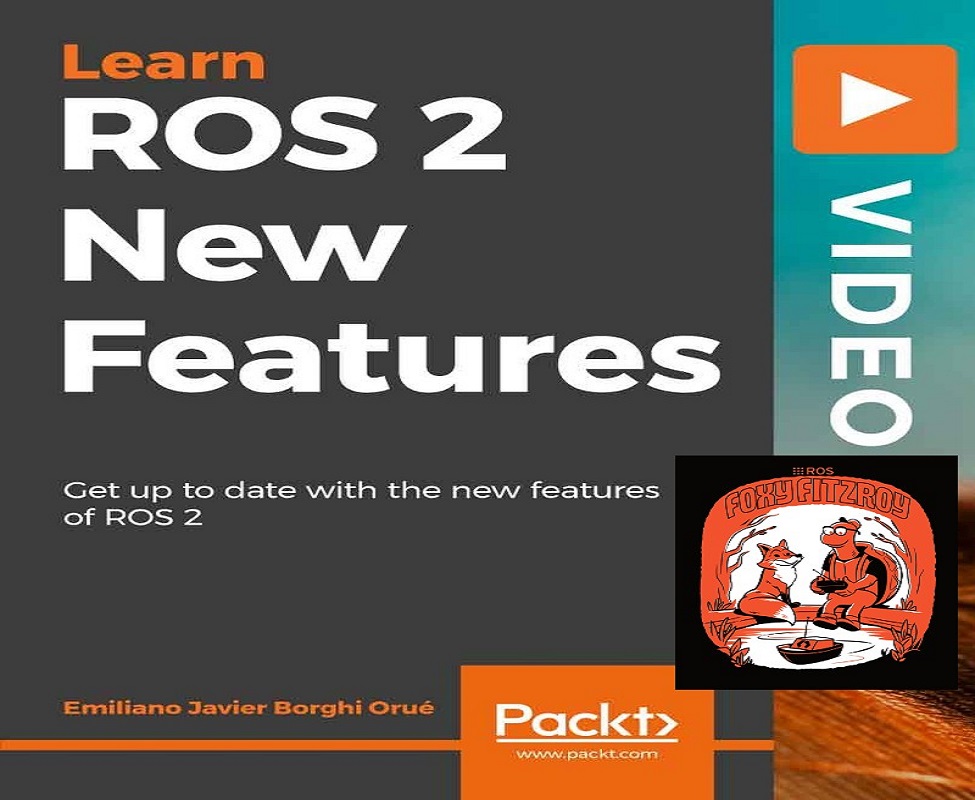 Learn
ROS 2
New
Features
Get up to date with the new features
of ROS 2
Emiliano Javier Borghi Orué
Packt>
www.packt.com
VIDEO
ROS
FOXY FITZROY